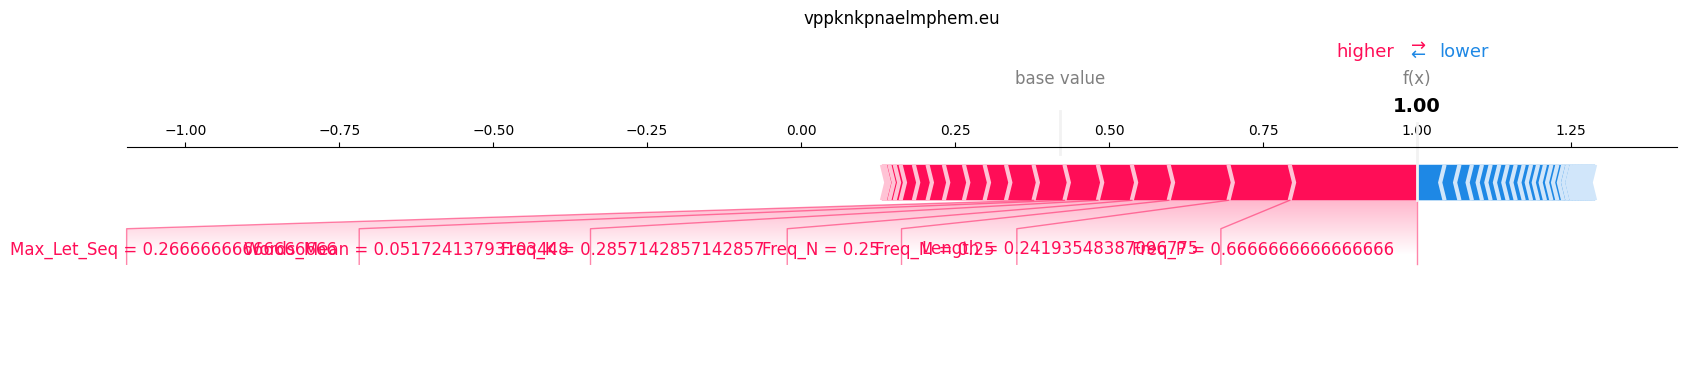 vppknkpnaelmphem.eu
higher ⇄ lower
base value f(x)
1.00
−1.00 −0.75 −0.50 −0.25 0.00 0.25 0.50 0.75 1.00 1.25
Max_Let_Seq = 0.26666666666666666 Words_Mean = 0.05172413793103448 Freq_K = 0.2857142857142857 Freq_N = 0.25 Freq_M = 0.25 Length = 0.24193548387096775 Freq_P = 0.6666666666666666